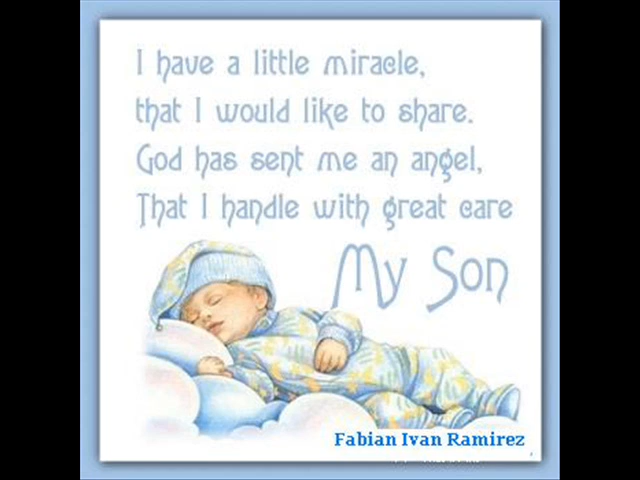 I have a little miracle,
that I would like to share.
God has sent me an angel,
That I handle with great care
My Son
Fabian Ivan Ramirez